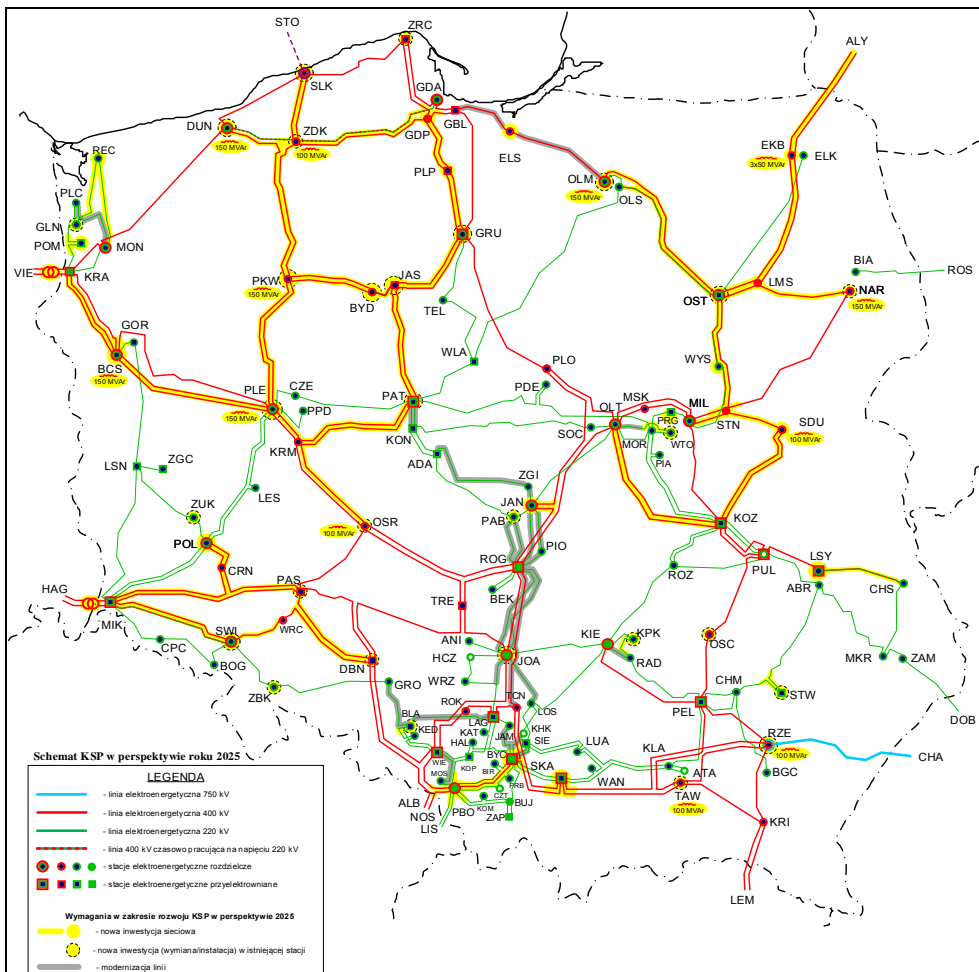 STO
ZRC
ALY
SLK
GDA
DUN
ZDK
GBL
GDP
150 MVAr
100 MVAr
ELS
EKB
ELK
3x50 MVAr
REC
PLP
OLM
150 MVAr
OLS
PLC
GLN
POM
MON
GRU
VIE
KRA
PKW
150 MVAr
JAS
BYD
TEL
BIA
ROS
LMS
NAR
150 MVAr
OST
GOR
BCS
150 MVAr
WLA
WYS
PLO
PLE
150 MVAr
CZE
PPD
PAT
PDE
MSK
OLT
MIL
STN
SDU
100 MVAr
KRM
KON
SOC
MOR
PRG
WTO
PIA
LSN
ZGC
ADA
ZGI
LES
ZUK
JAN
PAB
KOZ
OSR
100 MVAr
POL
PIO
ROG
PUL
LSY
ROZ
CRN
ABR
CHS
HAG
MIK
PAS
BEK
TRE
SWI
WRC
ANI
KIE
KPK
OSC
CPC
BOG
DBN
HCZ
JOA
RAD
MKR
ZAM
ZBK
GRO
WRZ
CHM
STW
ROK
TCN
LOS
PEL
DOB
BLA
KED
LAG
KAT
JAM
KHK
SIE
RZE
100 MVAr
CHA
HAL
WIE
KOP
BYC
LUA
KLA
MOS
BIR
SKA
WAN
ATA
BGC
PRB
CZT
TAW
100 MVAr
ALB
NOS
LIS
PBO
KOM
BUJ
ZAP
KRI
LEM
Schemat KSP w perspektywie roku 2025
LEGENDA
- linia elektroenergetyczna 750 kV
- linia elektroenergetyczna 400 kV
- linia elektroenergetyczna 220 kV
- linia 400 kV czasowo pracująca na napięciu 220 kV
- stacje elektroenergetyczne rozdzielcze
- stacje elektroenergetyczne przyelektrowniane
Wymagania w zakresie rozwoju KSP w perspektywie 2025
- nowa inwestycja sieciowa
- nowa inwestycja (wymiana/instalacja) w istniejącej stacji
- modernizacja linii